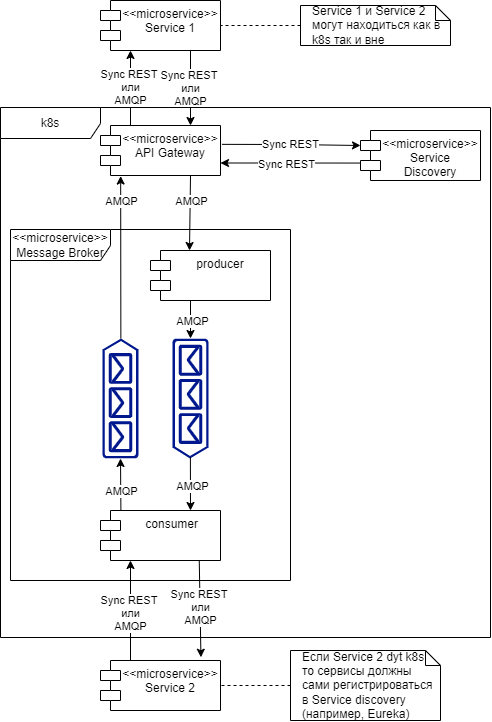 <<microservice>>
Service 1
Service 1 и Service 2
могут находиться как в
k8s так и вне
Sync REST
или
AMQP
Sync REST
или
AMQP
k8s
<<microservice>>
API Gateway
Sync REST
Sync REST
<<microservice>>
Service
Discovery
AMQP
AMQP
<<microservice>>
Message Broker
producer
AMQP
AMQP
AMQP
consumer
Sync REST
или
AMQP
Sync REST
или
AMQP
<<microservice>>
Service 2
Если Service 2 dyt k8s
то сервисы должны
сами регистрироваться
в Service discovery
(например, Eureka)